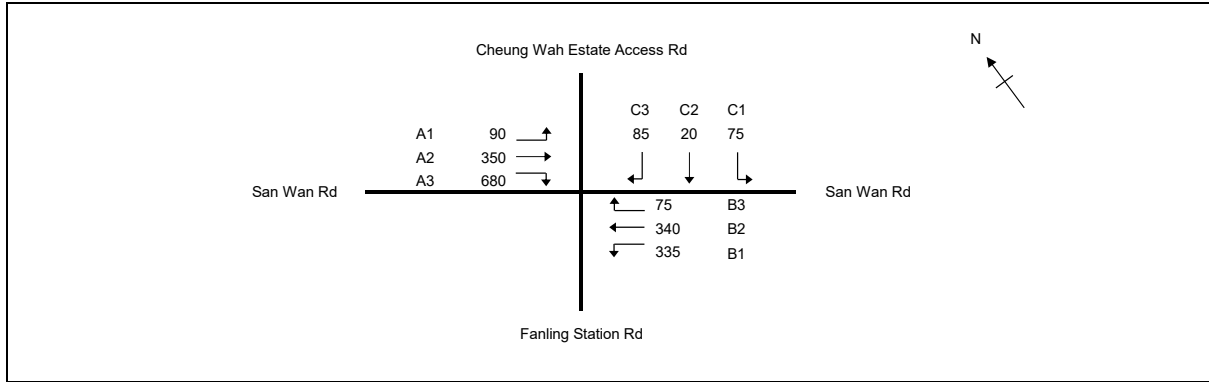 Cheung Wah Estate Access Rd
N
C3 C2 C1
A1 90 85 20 75
A2 350
A3 680
San Wan Rd San Wan Rd
75 B3
340 B2
335 B1
Fanling Station Rd